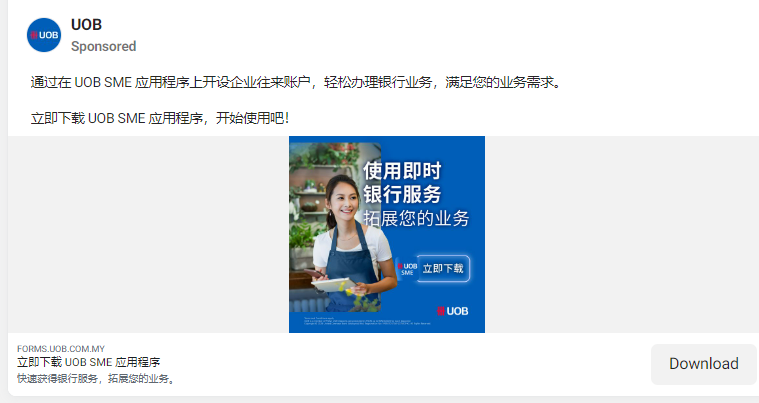 UOB
UOB
Sponsored
通过在 UOB SME 应用程序上开设企业往来账户，轻松办理银行业务，满足您的业务需求。
立即下载 UOB SME 应用程序，开始使用吧！
使用即时
银行服务
拓展您的业务
UOB
SME
立即下载
UOB
FORMS.UOB.COM.MY
立即下载 UOB SME 应用程序
快速获得银行服务，拓展您的业务。
Download